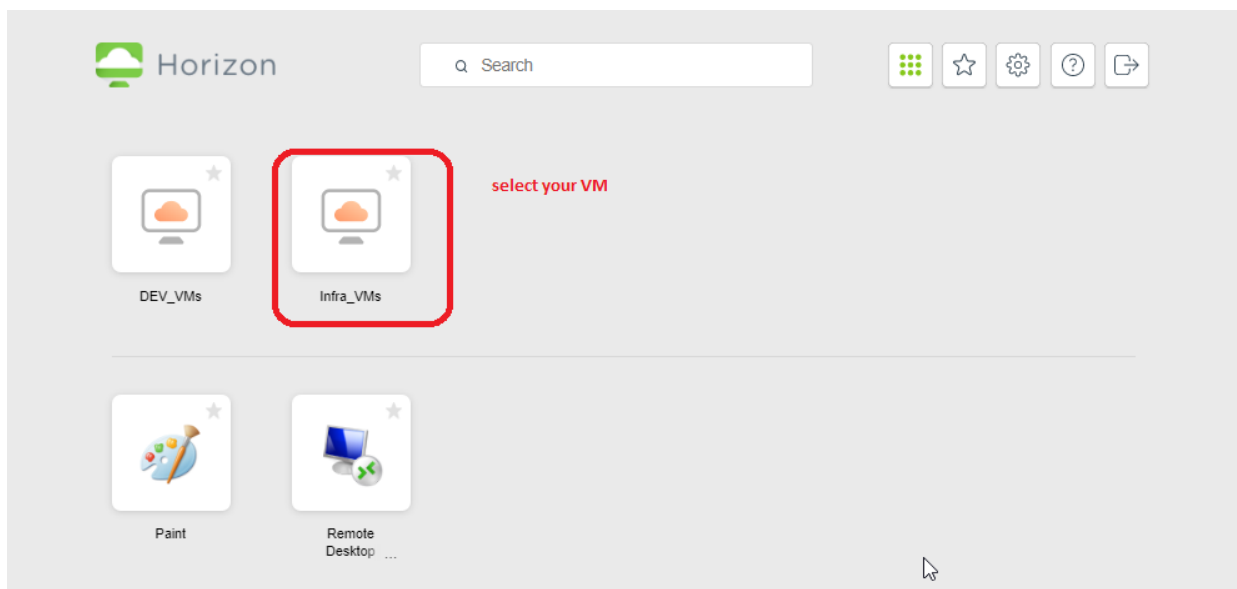 Horizon
Search
select your VM
DEV_VMs
Infra_VMs
Paint
Remote
Desktop ...